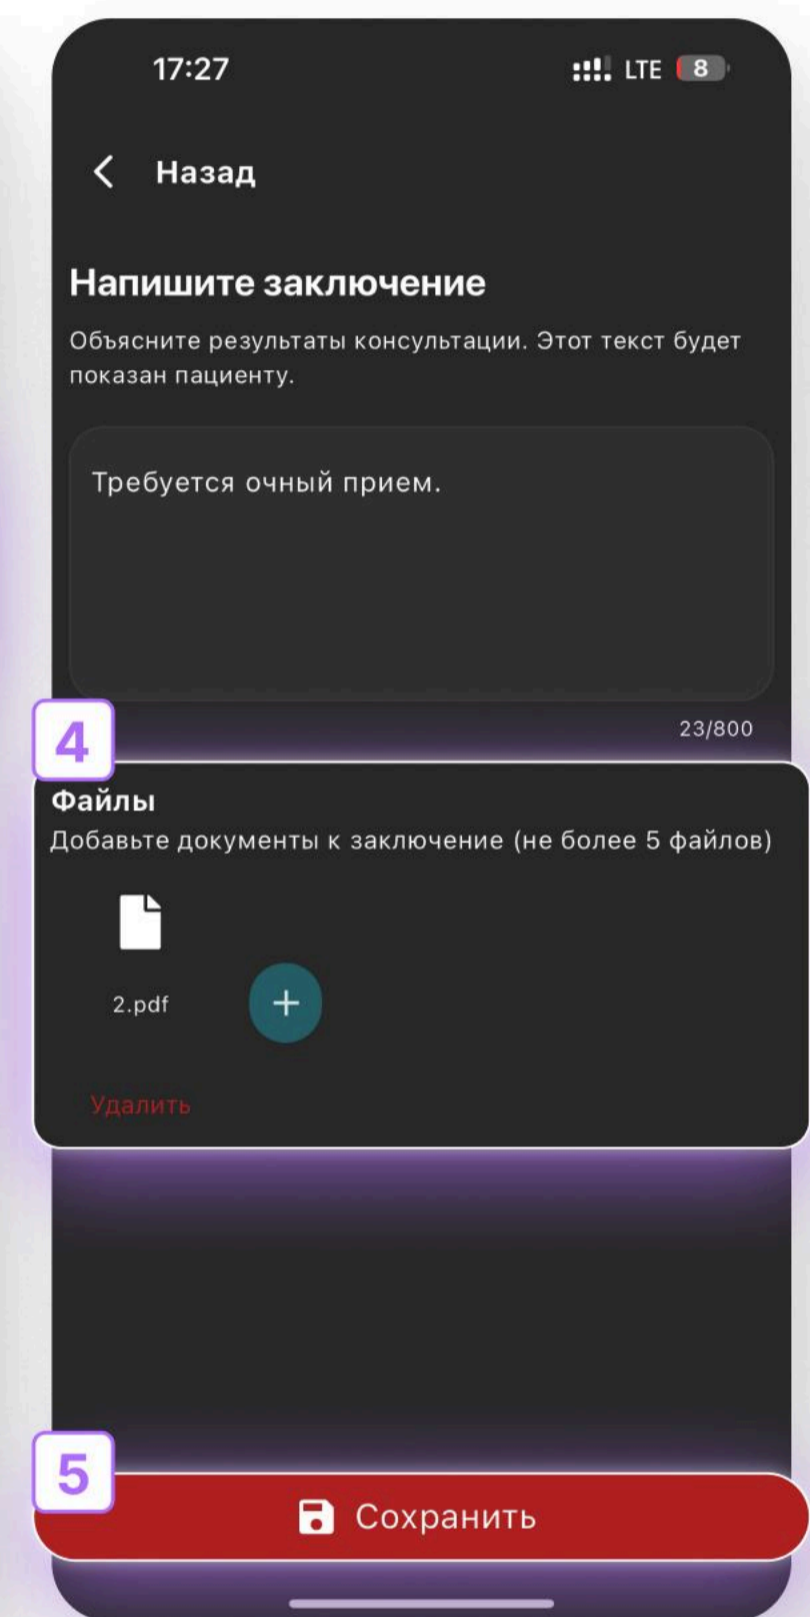 17:27 LTE 8
Назад
Напишите заключение
Объясните результаты консультации. Этот текст будет
показан пациенту.
Требуется очный прием.
23/800
4
Файлы
Добавьте документы к заключение (не более 5 файлов)
2.pdf
+
Удалить
5
Сохранить